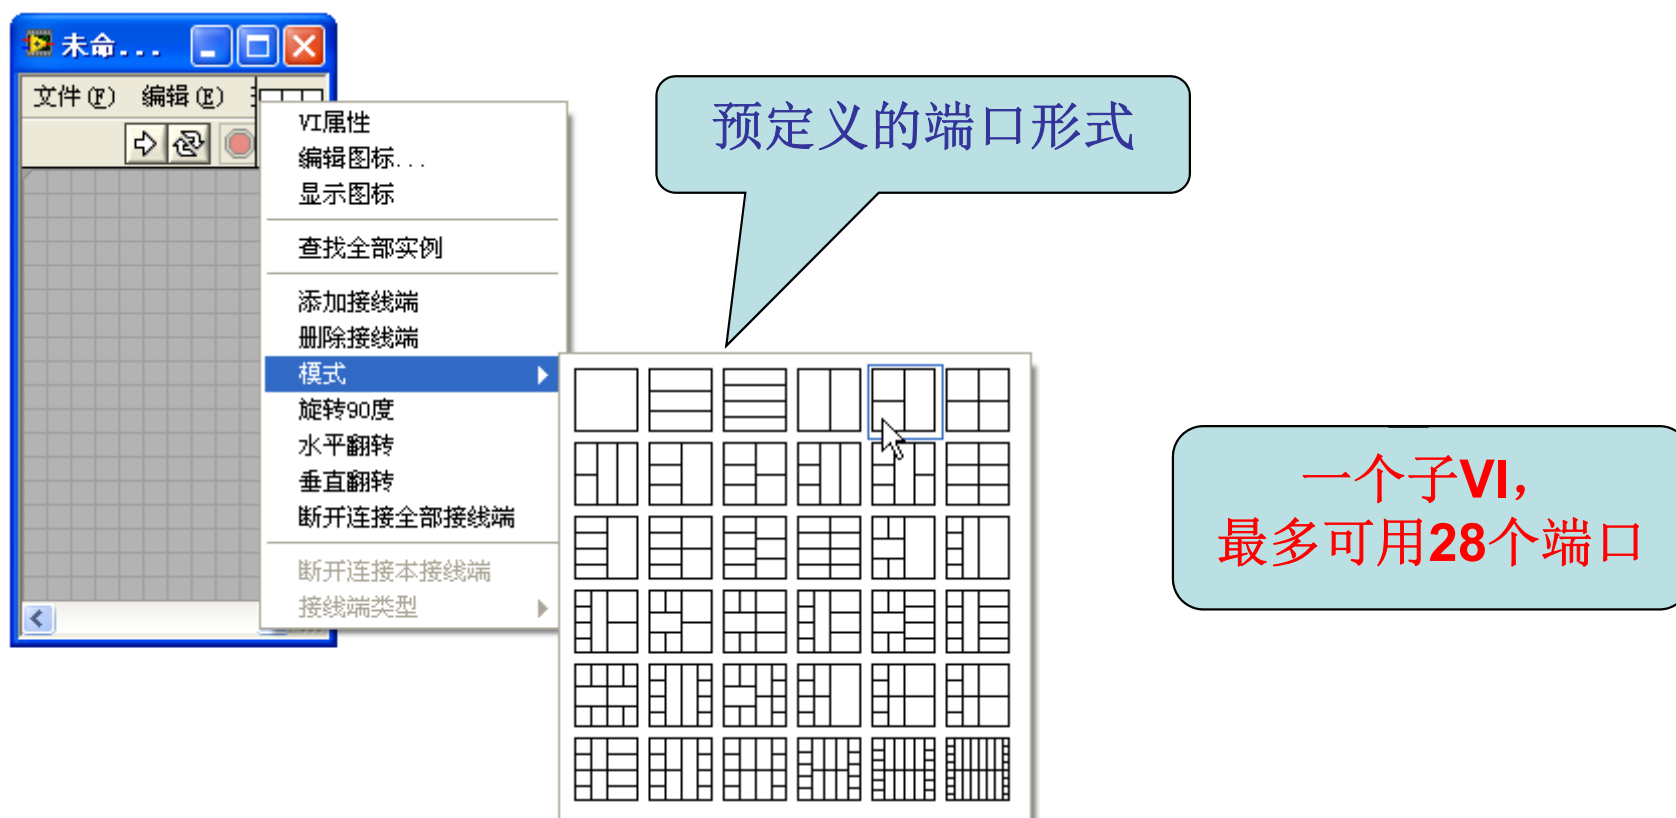 未命...
文件(F) 编辑(E)
VI属性
编辑图标...
显示图标
查找全部实例
添加接线端
删除接线端
模式
旋转90度
水平翻转
垂直翻转
断开连接全部接线端
断开连接本接线端
接线端类型
预定义的端口形式
一个子VI，
最多可用28个端口